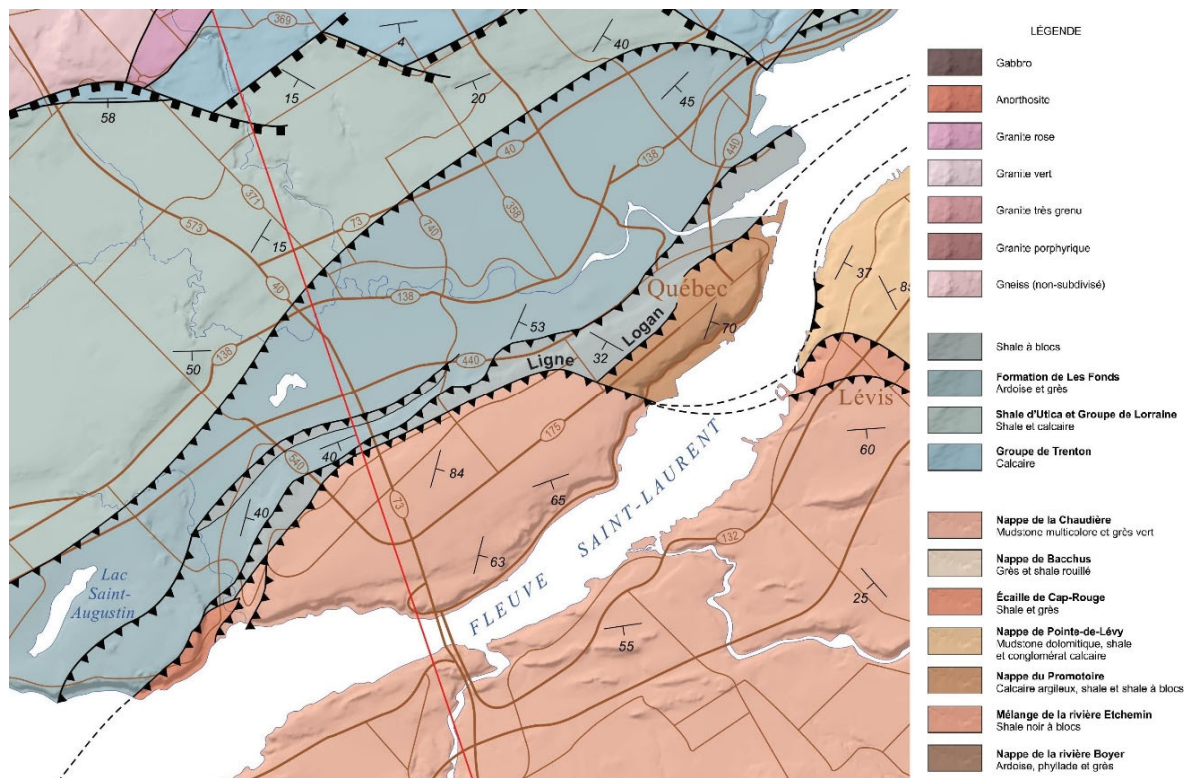 369
4
40
58
15
20
45
40
138
440
371
573
73
740
358
15
40
138
37
85
Québec
53
Logan
70
138
50
440
Ligne
32
Lévis
175
60
40
540
84
73
65
40
132
63
Lac
Saint-
Augustin
FLEUVE SAINT-LAURENT
25
55
LÉGENDE
Gabbro
Anorthosite
Granite rose
Granite vert
Granite très grenu
Granite porphyrique
Gneiss (non-subdivisé)
Shale à blocs
Formation de Les Fonds
Ardoise et grès
Shale d'Utica et Groupe de Lorraine
Shale et calcaire
Groupe de Trenton
Calcaire
Nappe de la Chaudière
Mudstone multicolore et grès vert
Nappe de Bacchus
Grès et shale rouillé
Écaille de Cap-Rouge
Shale et grès
Nappe de Pointe-de-Lévy
Mudstone dolomitique, shale
et conglomérat calcaire
Nappe du Promotoire
Calcaire argileux, shale et shale à blocs
Mélange de la rivière Etchemin
Shale noir à blocs
Nappe de la rivière Boyer
Ardoise, phyllade et grès